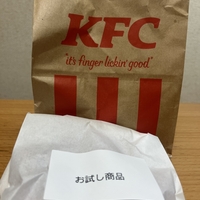 KFC
"it's finger lickin' good"
お試し商品